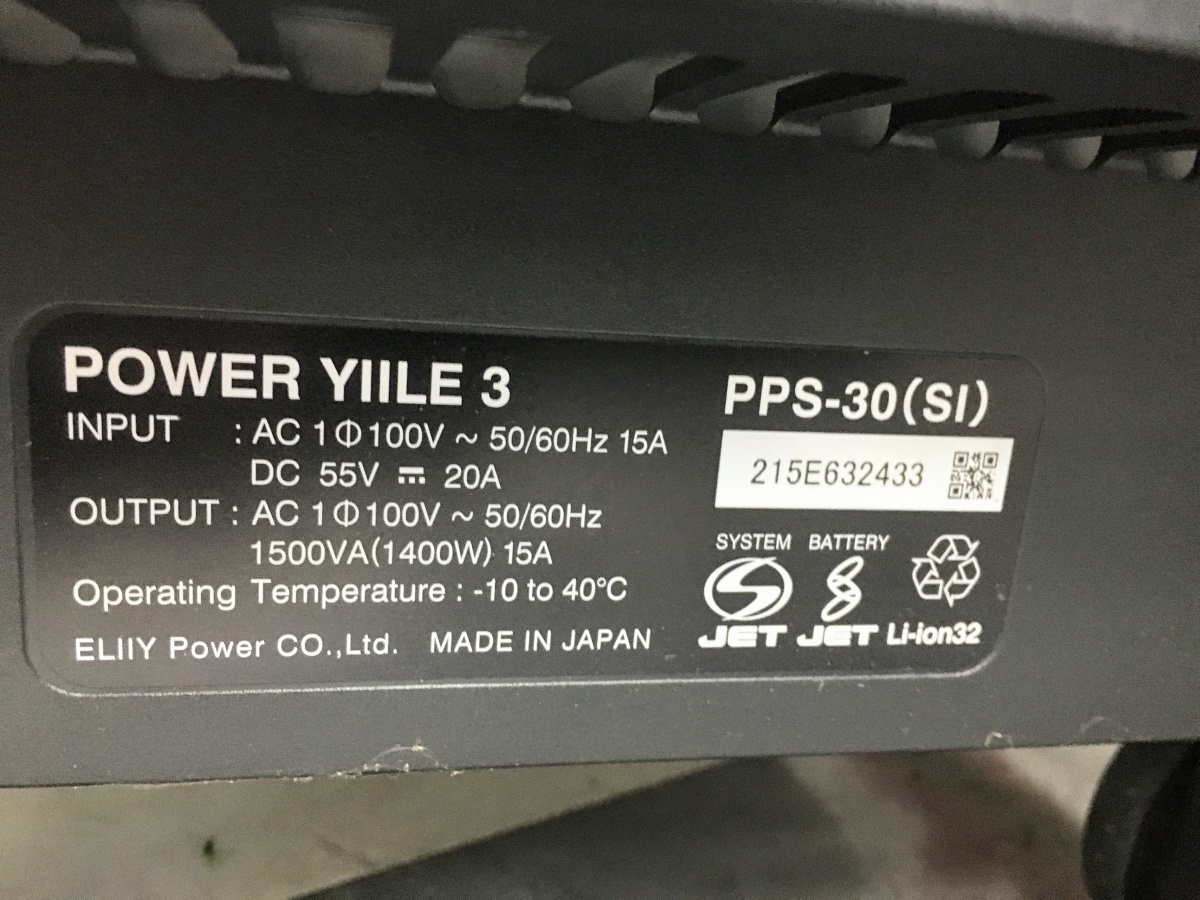 POWER YIILE 3
INPUT : AC 1Φ100V ~ 50/60Hz 15A
DC 55V ⎓ 20A
OUTPUT : AC 1Φ100V ~ 50/60Hz
1500VA(1400W) 15A
Operating Temperature : -10 to 40℃
ELIIY Power CO.,Ltd. MADE IN JAPAN
PPS-30(SI)
215E632433
SYSTEM BATTERY
JET JET Li-ion32